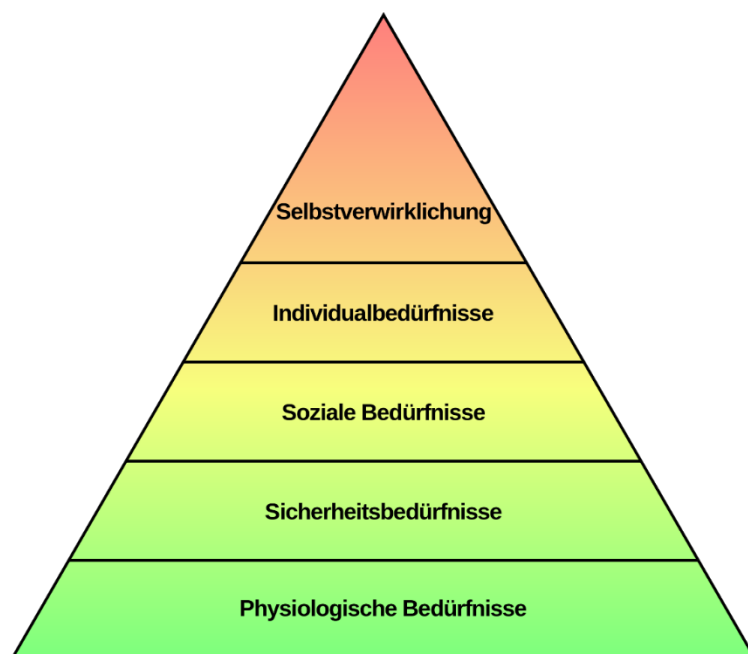 Selbstverwirklichung
Individualbedürfnisse
Soziale Bedürfnisse
Sicherheitsbedürfnisse
Physiologische Bedürfnisse